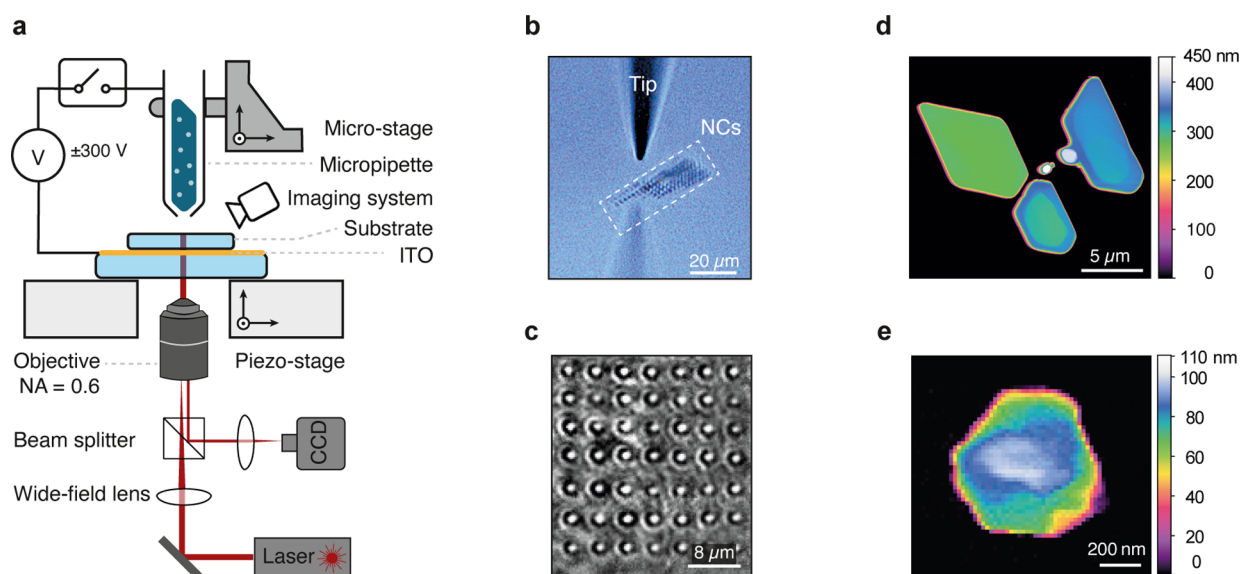 a
V
±300 V
Micro-stage
Micropipette
Imaging system
Substrate
ITO
Objective
NA = 0.6
Piezo-stage
Beam splitter
CCD
Wide-field lens
Laser
b
Tip
NCs
20 µm
c
8 µm
d
450 nm
400
300
200
100
0
5 µm
e
110 nm
100
80
60
40
20
0
200 nm